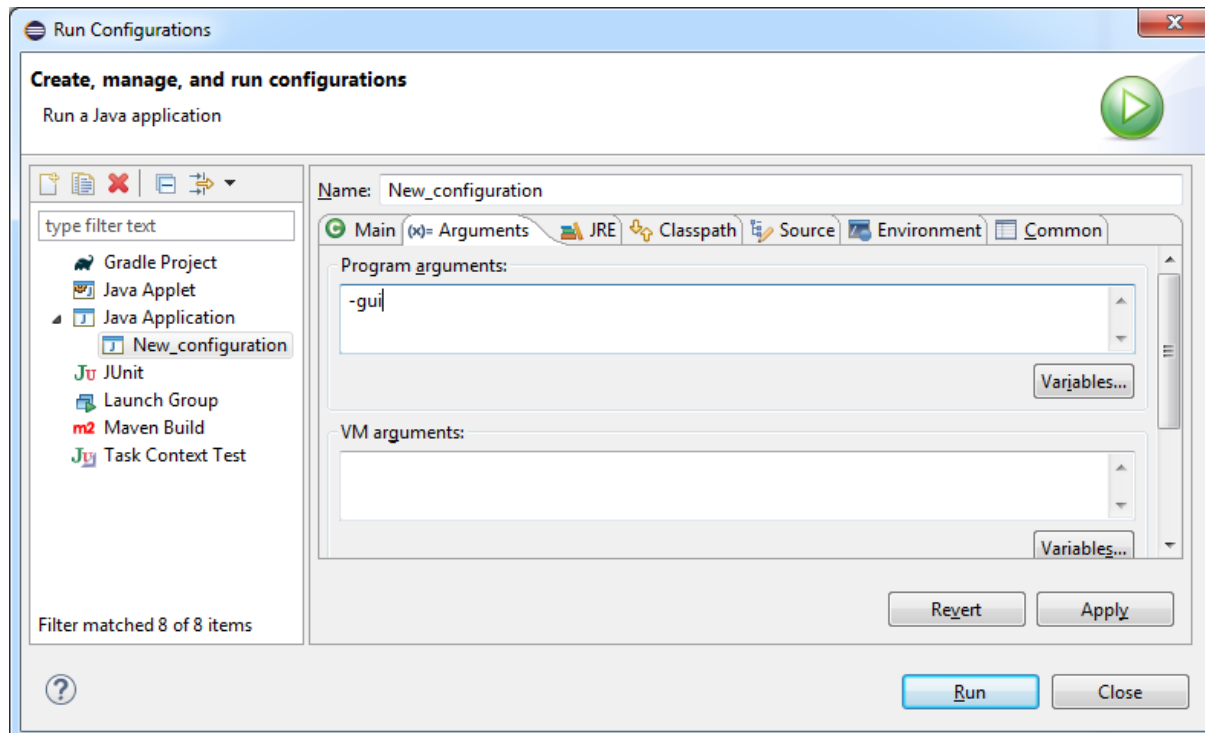 Run Configurations
Create, manage, and run configurations
Run a Java application
type filter text
Gradle Project
Java Applet
Java Application
New_configuration
JUnit
Launch Group
Maven Build
Task Context Test
Filter matched 8 of 8 items
Name: New_configuration
Main (x)= Arguments JRE Classpath Source Environment Common
Program arguments:
-gui
Variables...
VM arguments:
Variables...
Revert Apply
Run Close